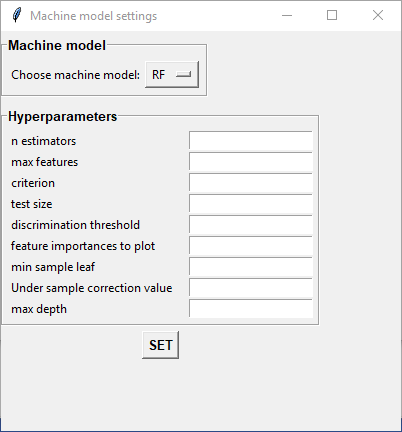 Machine model settings
Machine model
Choose machine model: RF
Hyperparameters
n estimators
max features
criterion
test size
discrimination threshold
feature importances to plot
min sample leaf
Under sample correction value
max depth
SET